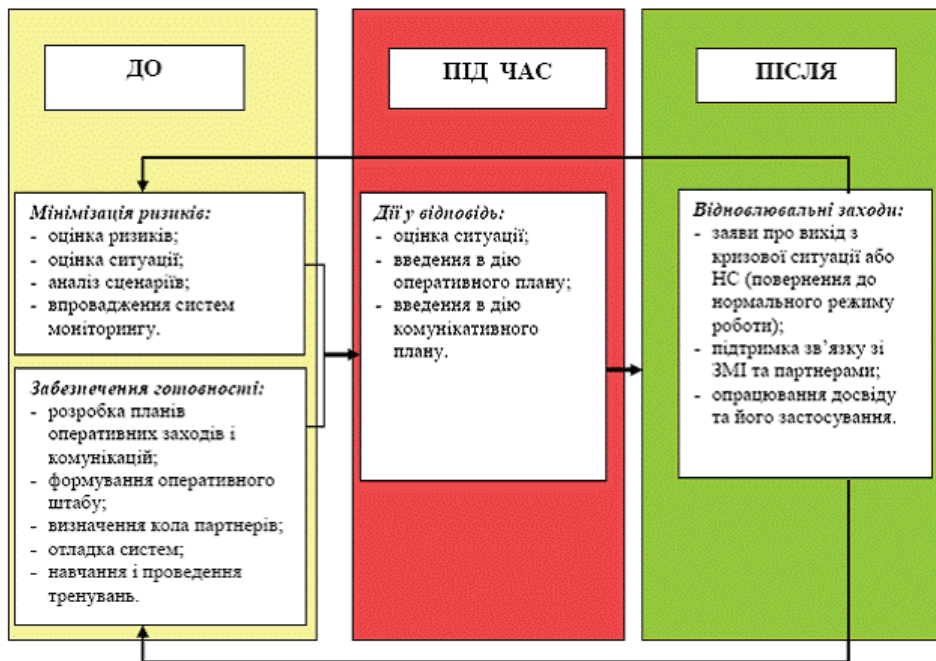 ДО
Мінімізація ризиків:
- оцінка ризиків;
- оцінка ситуації;
- аналіз сценаріїв;
- впровадження систем
моніторингу.
Забезпечення готовності:
- розробка планів
оперативних заходів і
комунікацій;
- формування оперативного
штабу;
- визначення кола партнерів;
- отладка систем;
- навчання і проведення
тренувань.
ПІД ЧАС
Дії у відповідь:
- оцінка ситуації;
- введення в дію
оперативного плану;
- введення в дію
комунікативного
плану.
ПІСЛЯ
Відновлювальні заходи:
- заяви про вихід з
кризової ситуації або
НС (повернення до
нормального режиму
роботи);
- підтримка зв’язку зі
ЗМІ та партнерами;
- опрацювання досвіду
та його застосування.